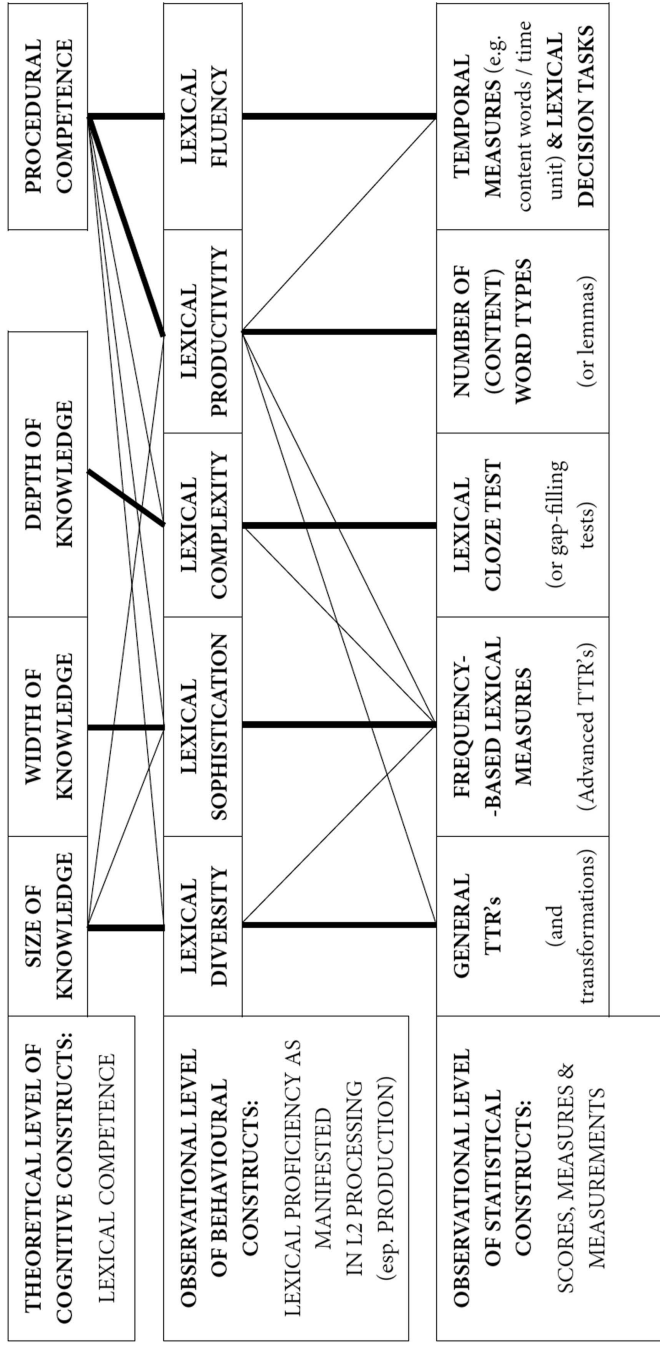 THEORETICAL LEVEL OF
COGNITIVE CONSTRUCTS:
LEXICAL COMPETENCE
SIZE OF
KNOWLEDGE
WIDTH OF
KNOWLEDGE
DEPTH OF
KNOWLEDGE
PROCEDURAL
COMPETENCE
OBSERVATIONAL LEVEL
OF BEHAVIOURAL
CONSTRUCTS:
LEXICAL PROFICIENCY AS
MANIFESTED
IN L2 PROCESSING
(esp. PRODUCTION)
LEXICAL
DIVERSITY
LEXICAL
SOPHISTICATION
LEXICAL
COMPLEXITY
LEXICAL
PRODUCTIVITY
LEXICAL
FLUENCY
OBSERVATIONAL LEVEL
OF STATISTICAL
CONSTRUCTS:
SCORES, MEASURES &
MEASUREMENTS
GENERAL
TTR's
(and
transformations)
FREQUENCY-
-BASED LEXICAL
MEASURES
(Advanced TTR's)
LEXICAL
CLOZE TEST
(or gap-filling
tests)
NUMBER OF
(CONTENT)
WORD TYPES
(or lemmas)
TEMPORAL
MEASURES (e.g.
content words / time
unit) & LEXICAL
DECISION TASKS